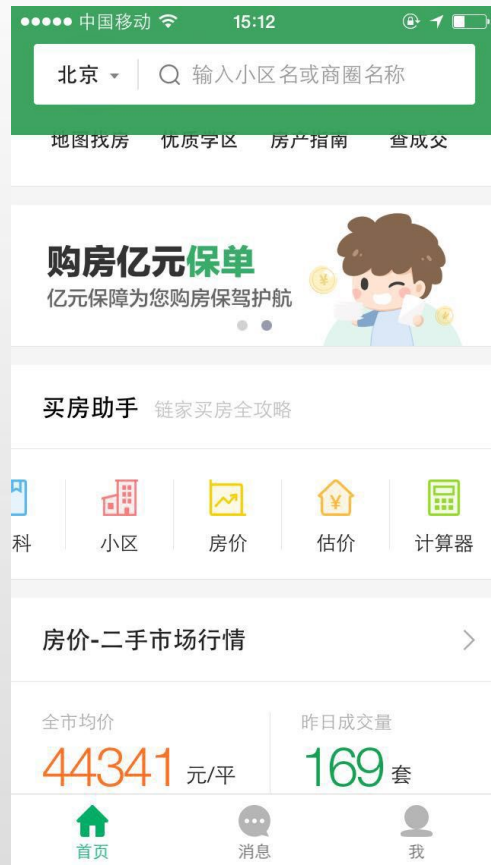 中国移动 15:12
北京 输入小区名或商圈名称
地图找房 优质学区 房产指南 查成交
购房亿元保单
亿元保障为您购房保驾护航
买房助手 链家买房全攻略
科 小区 房价 估价 计算器
房价-二手市场行情
全市均价 昨日成交量
44341 元/平 169 套
首页 消息 我